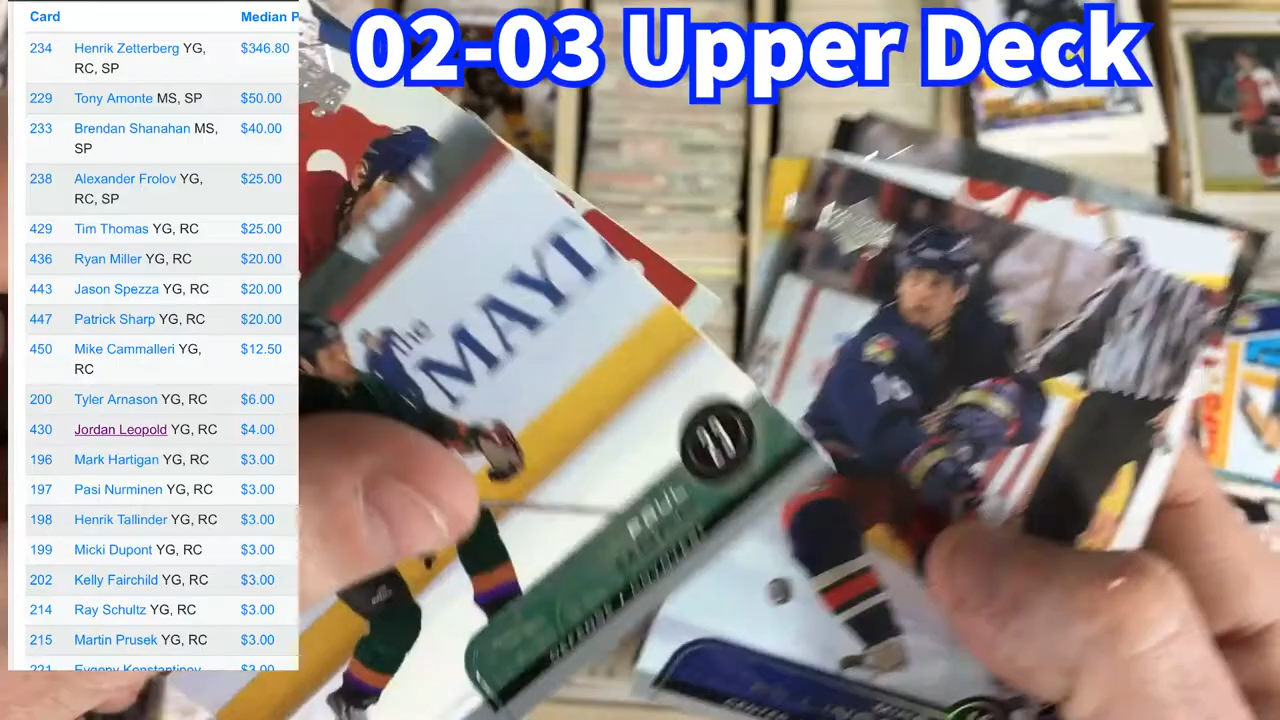 02-03 Upper Deck
Card Median P
234 Henrik Zetterberg YG, $346.80
RC, SP
229 Tony Amonte MS, SP $50.00
233 Brendan Shanahan MS, $40.00
SP
238 Alexander Frolov YG, $25.00
RC, SP
429 Tim Thomas YG, RC $25.00
436 Ryan Miller YG, RC $20.00
443 Jason Spezza YG, RC $20.00
447 Patrick Sharp YG, RC $20.00
450 Mike Cammalleri YG, $12.50
RC
200 Tyler Arnason YG, RC $6.00
430 Jordan Leopold YG, RC $4.00
196 Mark Hartigan YG, RC $3.00
197 Pasi Nurminen YG, RC $3.00
198 Henrik Tallinder YG, RC $3.00
199 Micki Dupont YG, RC $3.00
202 Kelly Fairchild YG, RC $3.00
214 Ray Schultz YG, RC $3.00
215 Martin Prusek YG, RC $3.00
221 Evgeny Konstantinov $3.00
the
MAYT